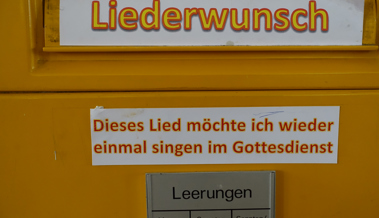 Liederwunsch
Dieses Lied möchte ich wieder
einmal singen im Gottesdienst
Leerungen